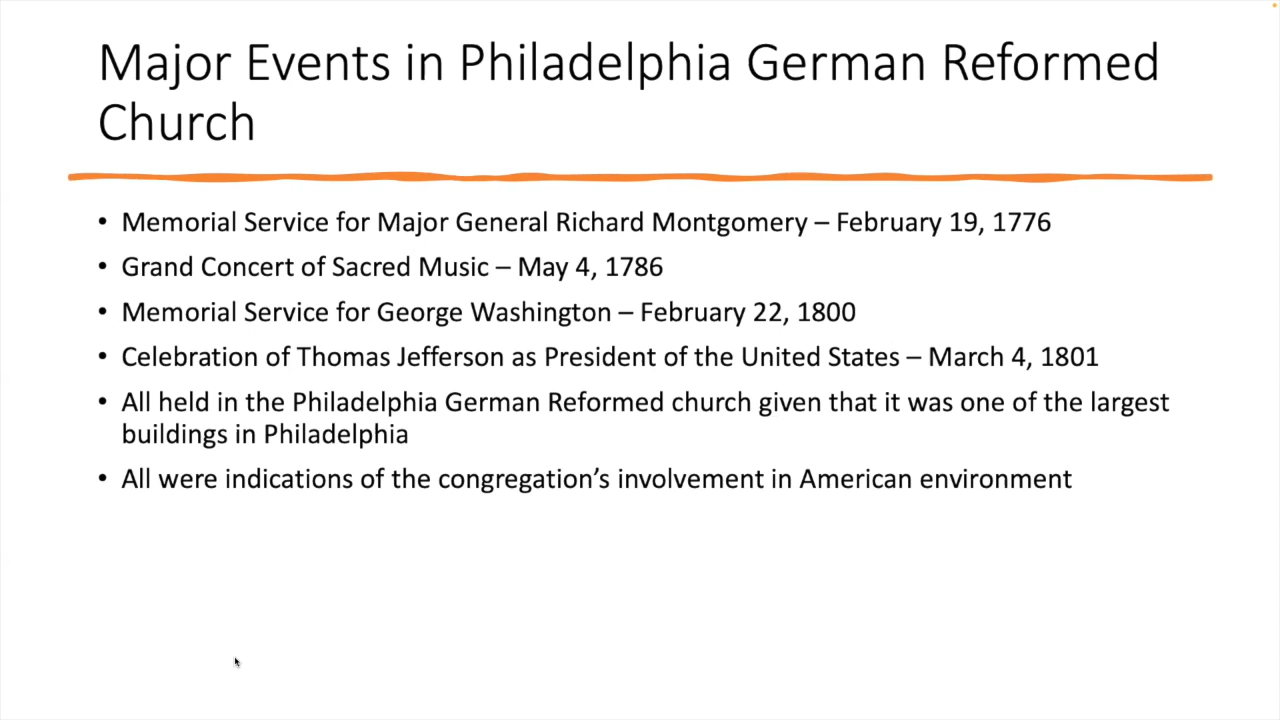 Major Events in Philadelphia German Reformed
Church
• Memorial Service for Major General Richard Montgomery – February 19, 1776
• Grand Concert of Sacred Music – May 4, 1786
• Memorial Service for George Washington – February 22, 1800
• Celebration of Thomas Jefferson as President of the United States – March 4, 1801
• All held in the Philadelphia German Reformed church given that it was one of the largest
buildings in Philadelphia
• All were indications of the congregation’s involvement in American environment